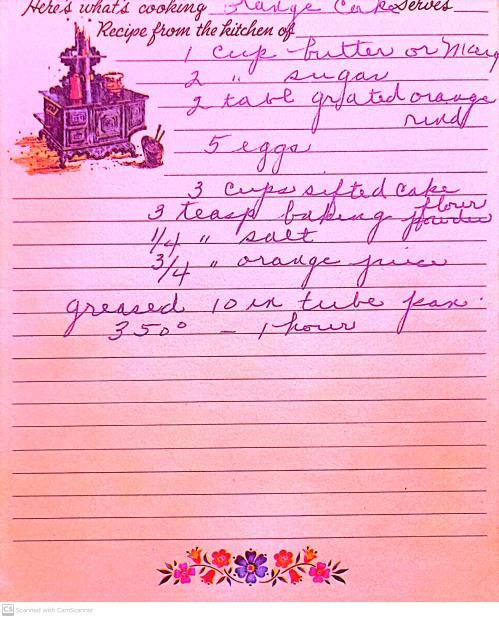 Here's what's cooking Orange Cake Serves
Recipe from the kitchen of
1 cup butter or Marg
2 " sugar
2 tabl grated orange
rind
5 eggs
3 cups sifted cake
flour
3 teasp baking powder
1/4 " salt
3/4 " orange juice
greased 10 in tube pan.
350° - 1 hour
CS Scanned with CamScanner